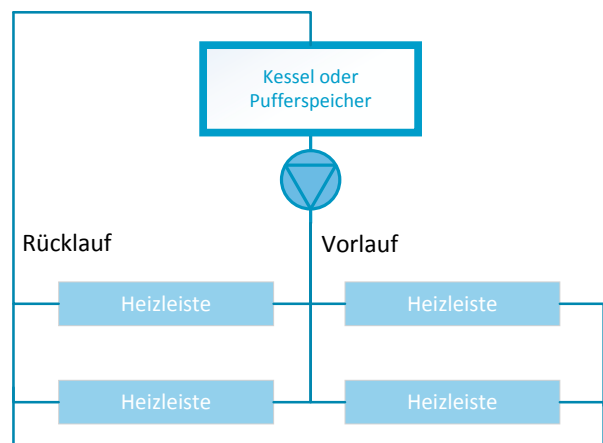 Kessel oder
Pufferspeicher
Rücklauf
Vorlauf
Heizleiste
Heizleiste
Heizleiste
Heizleiste